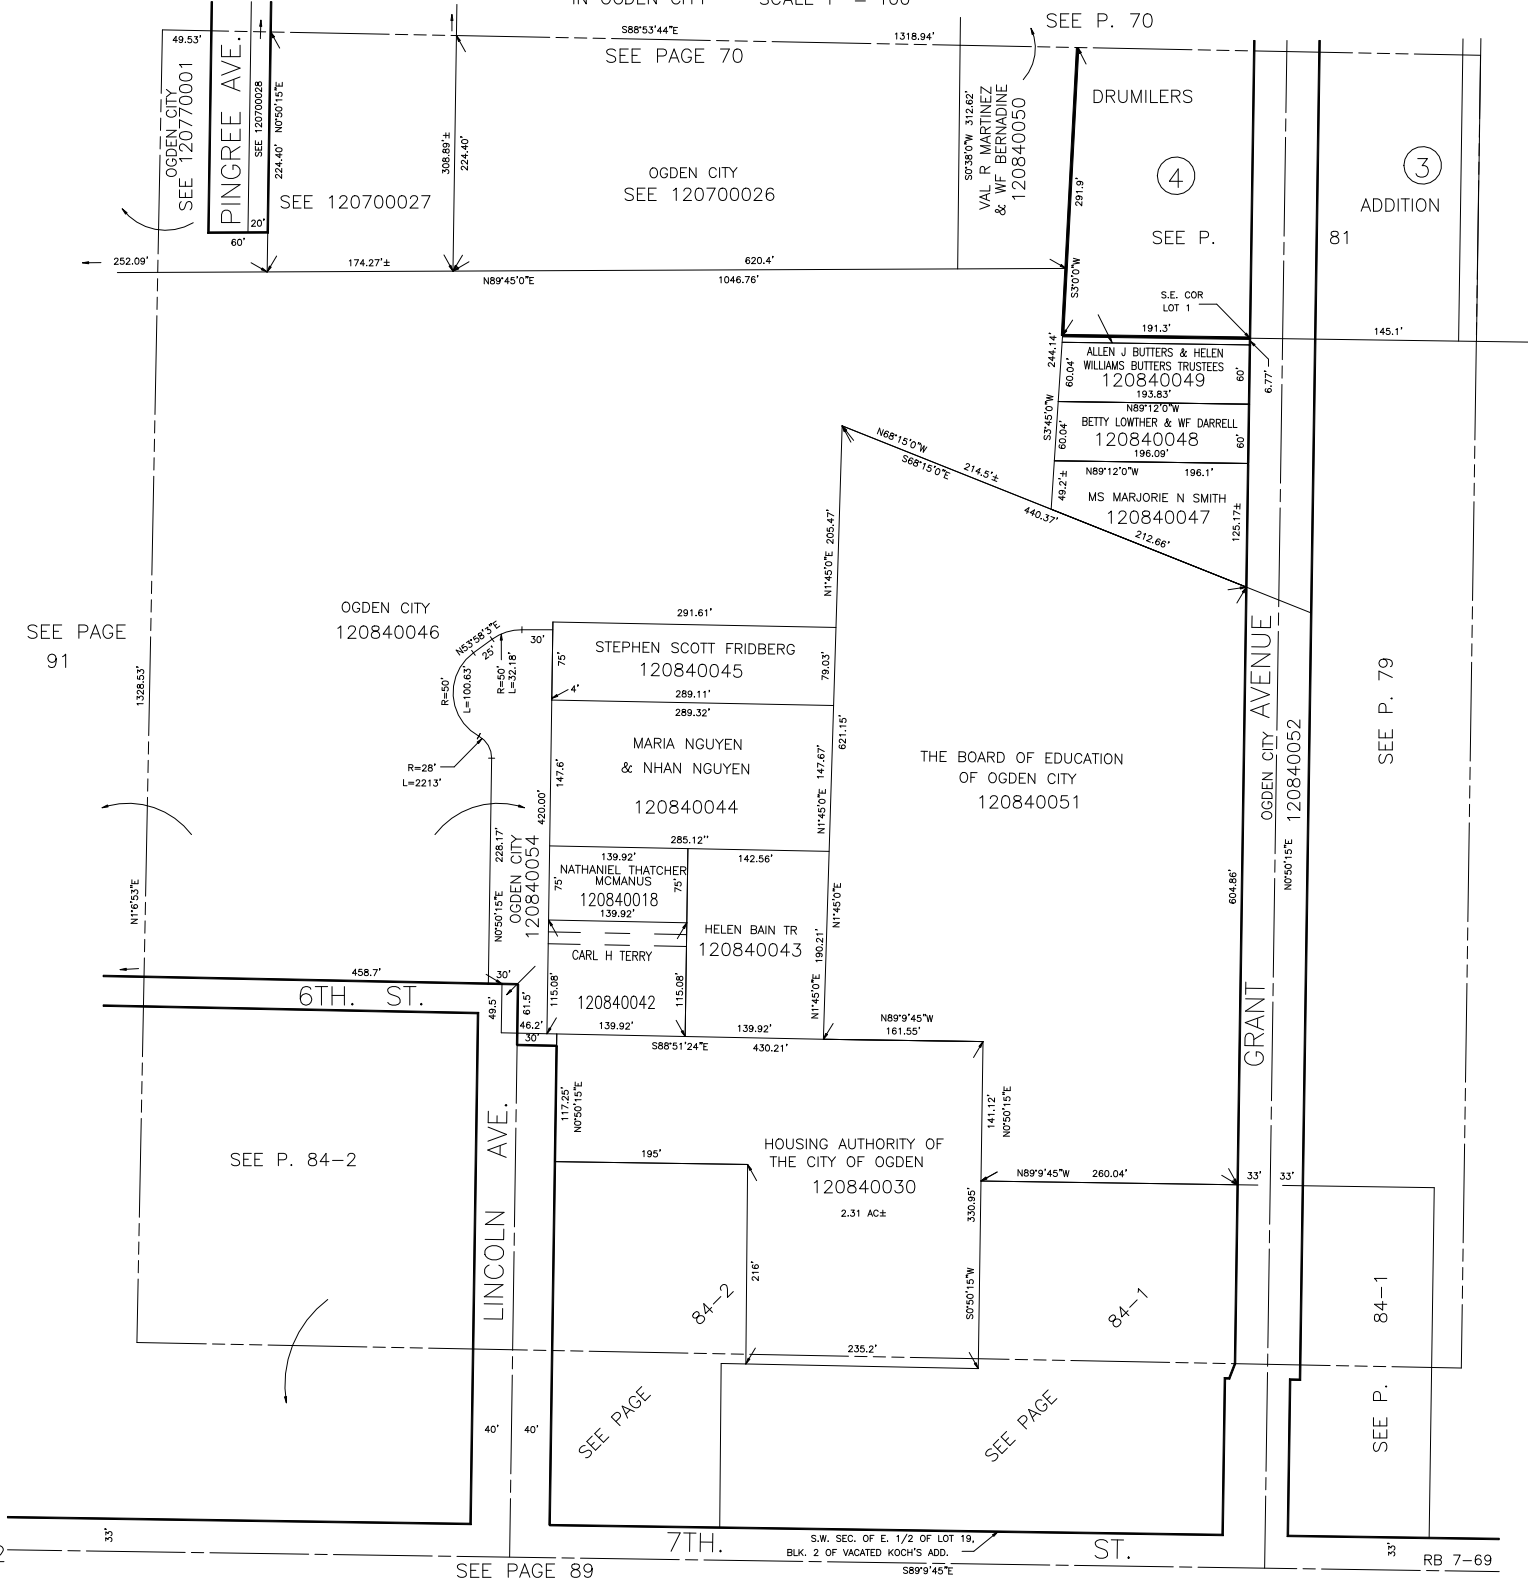 SEE P. 70
49.53'
S88°53'44"E
1318.94'
SEE PAGE 70
OGDEN CITY
SEE 120770001
PINGREE AVE.
SEE 120700028
224.40' N0°50'15"E
308.89'±
224.40'
SEE 120700027
OGDEN CITY
SEE 120700026
S0°38'0"W 312.62'
VAL R MARTINEZ
& WF BERNADINE
120840050
DRUMILERS
4
291.9'
S3°0'0"W
SEE P.
3
ADDITION
81
20'
60'
252.09'
174.27'±
620.4'
N89°45'0"E
1046.76'
S.E. COR
LOT 1
191.3'
145.1'
244.14'
S3°45'0"W
6.77'
ALLEN J BUTTERS & HELEN
WILLIAMS BUTTERS TRUSTEES
120840049
60.04'
60'
193.83'
N89°12'0"W
BETTY LOWTHER & WF DARRELL
120840048
60.04'
60'
196.09'
N89°12'0"W
196.1'
MS MARJORIE N SMITH
120840047
49.2'±
125.17±
N68°15'0"W
S68°15'0"E
214.5'±
440.37'
212.66'
N1°45'0"E 205.47'
SEE PAGE
91
1328.53'
N1°6'53"E
OGDEN CITY
120840046
N53°58'3"E
25'
30'
R=50'
L=32.18'
R=50'
L=100.63'
R=28'
L=2213'
291.61'
STEPHEN SCOTT FRIDBERG
120840045
75'
79.03'
4'
289.11'
289.32'
MARIA NGUYEN
& NHAN NGUYEN
120840044
147.6'
N1°45'0"E 147.67'
621.15'
N1°45'0"E
420.00'
285.12"
139.92'
142.56'
NATHANIEL THATCHER
MCMANUS
120840018
75'
75'
139.92'
CARL H TERRY
120840042
115.08'
115.08'
HELEN BAIN TR
120840043
N1°45'0"E 190.21'
228.17'
N0°50'15"E
OGDEN CITY
120840054
THE BOARD OF EDUCATION
OF OGDEN CITY
120840051
604.86'
GRANT AVENUE
OGDEN CITY
120840052
N0°50'15"E
SEE P. 79
458.7'
30'
6TH. ST.
49.5'
61.5'
46.2'
30'
139.92'
139.92'
S88°51'24"E
430.21'
N89°9'45"W
161.55'
117.25'
N0°50'15"E
141.12'
N0°50'15"E
HOUSING AUTHORITY OF
THE CITY OF OGDEN
120840030
2.31 AC±
195'
216'
330.95'
S0°50'15"W
N89°9'45"W 260.04'
33'
33'
SEE P. 84-2
LINCOLN AVE.
84-2
84-1
SEE P. 84-1
235.2'
SEE PAGE
SEE PAGE
40'
40'
33'
7TH. ST.
S.W. SEC. OF E. 1/2 OF LOT 19,
BLK. 2 OF VACATED KOCH'S ADD.
SEE PAGE 89
S89°9'45"E
33'
RB 7-69